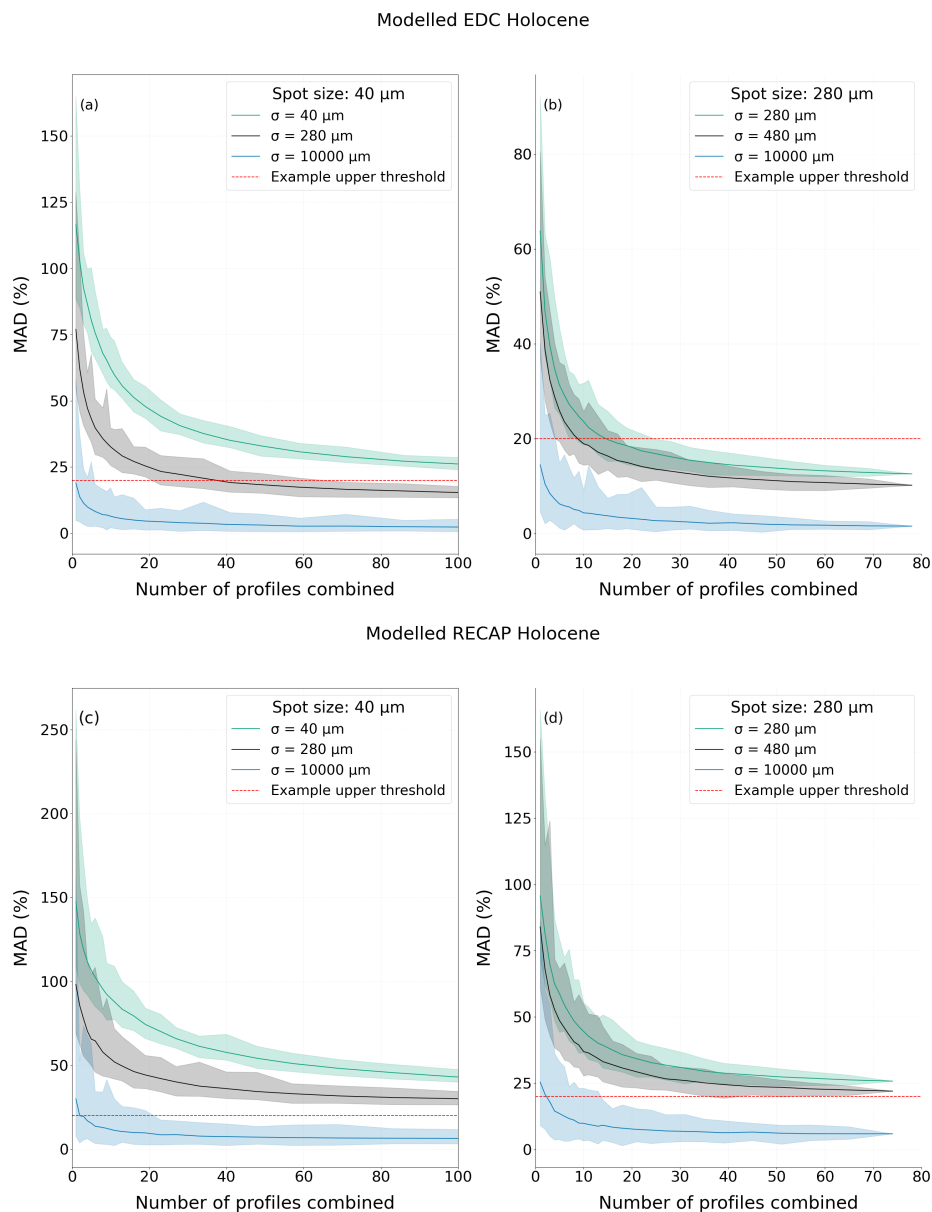 Modelled EDC Holocene
(a)
Spot size: 40 μm
σ = 40 μm
σ = 280 μm
σ = 10000 μm
Example upper threshold
MAD (%)
150
125
100
75
50
25
0
0 20 40 60 80 100
Number of profiles combined
(b)
Spot size: 280 μm
σ = 280 μm
σ = 480 μm
σ = 10000 μm
Example upper threshold
MAD (%)
80
60
40
20
0
0 10 20 30 40 50 60 70 80
Number of profiles combined
Modelled RECAP Holocene
(c)
Spot size: 40 μm
σ = 40 μm
σ = 280 μm
σ = 10000 μm
Example upper threshold
MAD (%)
250
200
150
100
50
0
0 20 40 60 80 100
Number of profiles combined
(d)
Spot size: 280 μm
σ = 280 μm
σ = 480 μm
σ = 10000 μm
Example upper threshold
MAD (%)
150
125
100
75
50
25
0
0 10 20 30 40 50 60 70 80
Number of profiles combined